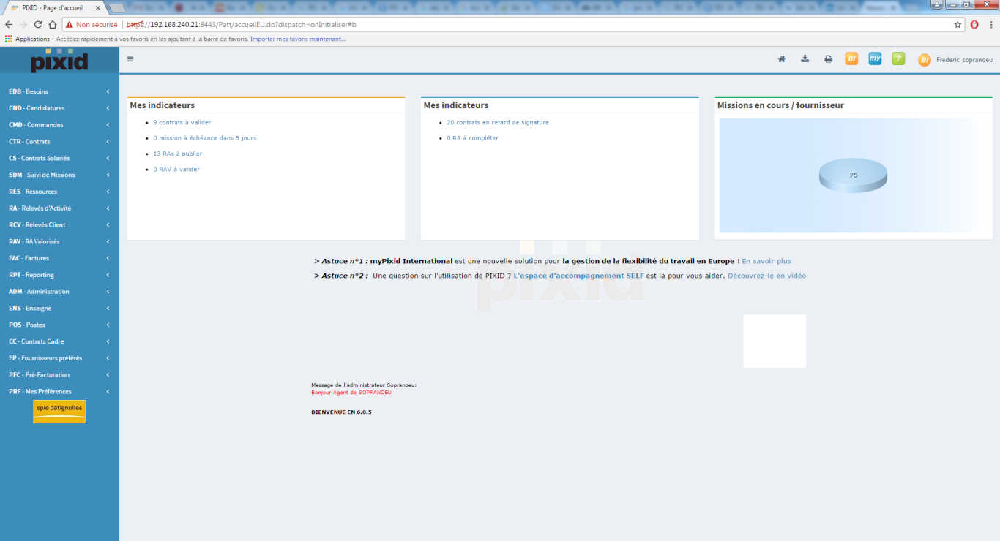 PIXID - Page d'accueil
Non sécurisé | https://192.168.240.21:8443/Patt/accueilEU.do?dispatch=onInitialiser#b
Applications Accédez rapidement à vos favoris en les ajoutant à la barre de favoris. Importer mes favoris maintenant...
pixid
BI my ? BI Frederic sopranoeu
EDB - Besoins
CND - Candidatures
CMD - Commandes
CTR - Contrats
CS - Contrats Salariés
SDM - Suivi de Missions
RES - Ressources
RA - Relevés d'Activité
RCV - Relevés Client
RAV - RA Valorisés
FAC - Factures
RPT - Reporting
ADM - Administration
ENS - Enseigne
POS - Postes
CC - Contrats Cadre
FP - Fournisseurs préférés
PFC - Pré-Facturation
PRF - Mes Préférences
spie batignolles
Mes indicateurs
9 contrats à valider
0 mission à échéance dans 5 jours
13 RAs à publier
0 RAV à valider
Mes indicateurs
20 contrats en retard de signature
0 RA à compléter
Missions en cours / fournisseur
75
> Astuce n°1 : myPixid International est une nouvelle solution pour la gestion de la flexibilité du travail en Europe ! En savoir plus
> Astuce n°2 : Une question sur l'utilisation de PIXID ? L'espace d'accompagnement SELF est là pour vous aider. Découvrez-le en vidéo
pixid
Message de l'administrateur Sopranoeu:
Bonjour Agent de SOPRANOEU
BIENVENUE EN 6.0.5